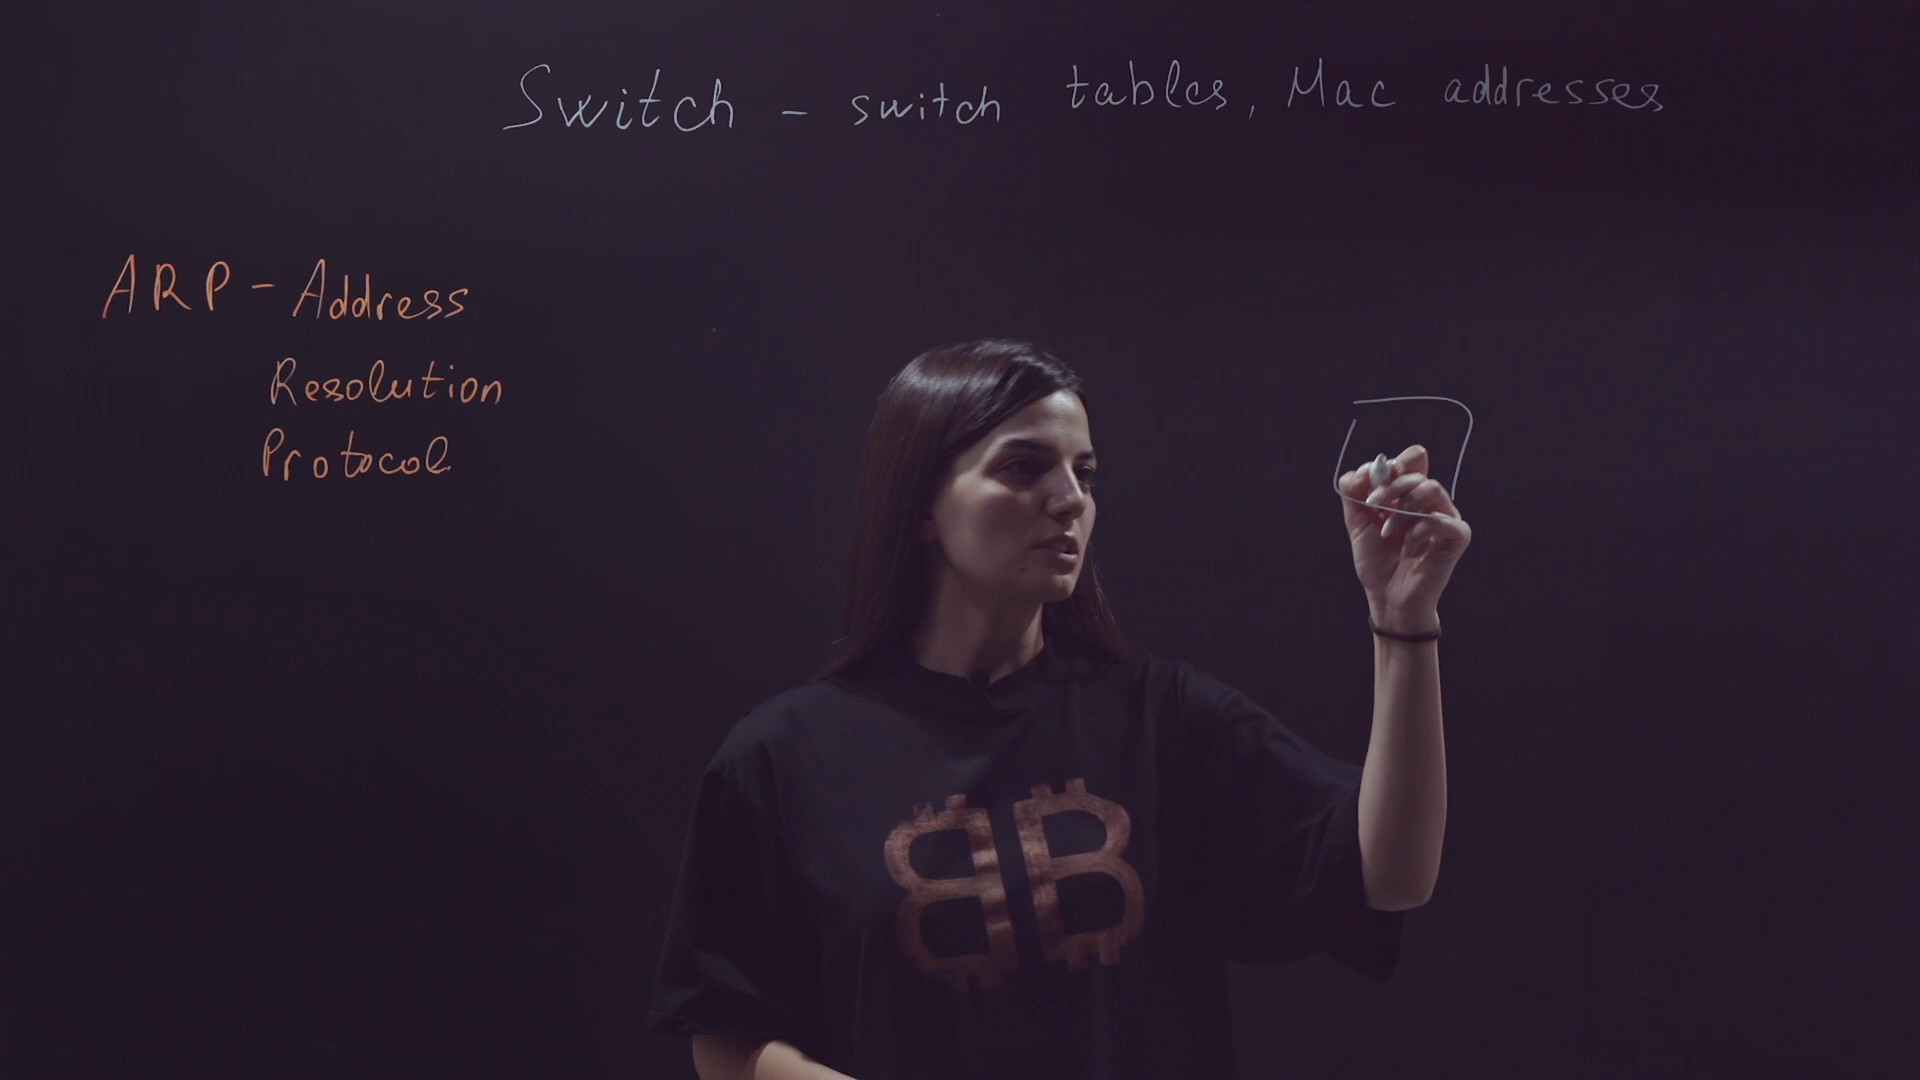 Switch - switch tables, Mac addresses
ARP - Address
Resolution
Protocol